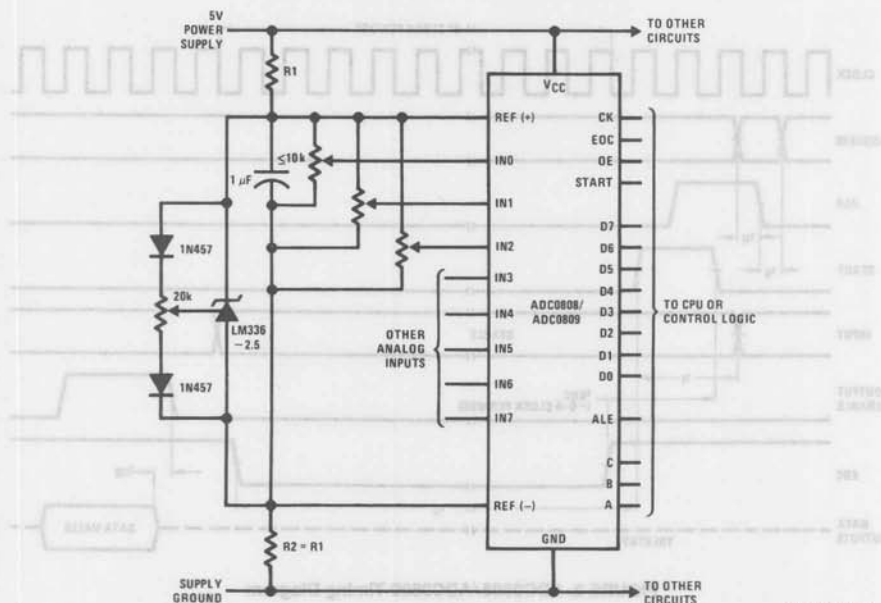 5V
POWER
SUPPLY
TO OTHER
CIRCUITS
R1
VCC
REF (+)
CK
EOC
≤10k
IN0
OE
1 µF
START
IN1
D7
1N457
IN2
D6
IN3
D5
20k
D4
IN4
ADC0808/
ADC0809
D3
TO CPU OR
CONTROL LOGIC
LM336
−2.5
OTHER
ANALOG
INPUTS
D2
IN5
D1
1N457
IN6
D0
IN7
ALE
C
B
REF (−)
A
R2 = R1
GND
SUPPLY
GROUND
TO OTHER
CIRCUITS